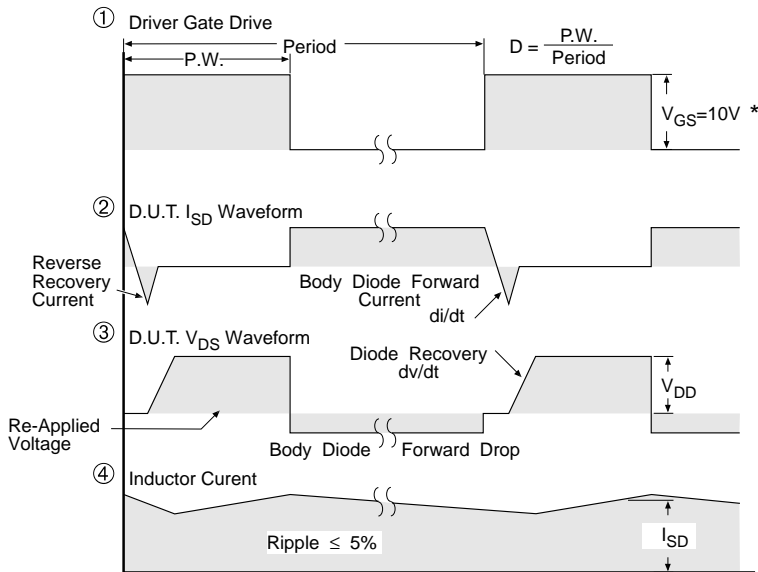 ① Driver Gate Drive
Period
P.W.
D = P.W. / Period
V_GS=10V *
② D.U.T. I_SD Waveform
Reverse
Recovery
Current
Body Diode Forward
Current
di/dt
③ D.U.T. V_DS Waveform
Diode Recovery
dv/dt
V_DD
Re-Applied
Voltage
Body Diode Forward Drop
④ Inductor Curent
Ripple ≤ 5%
I_SD